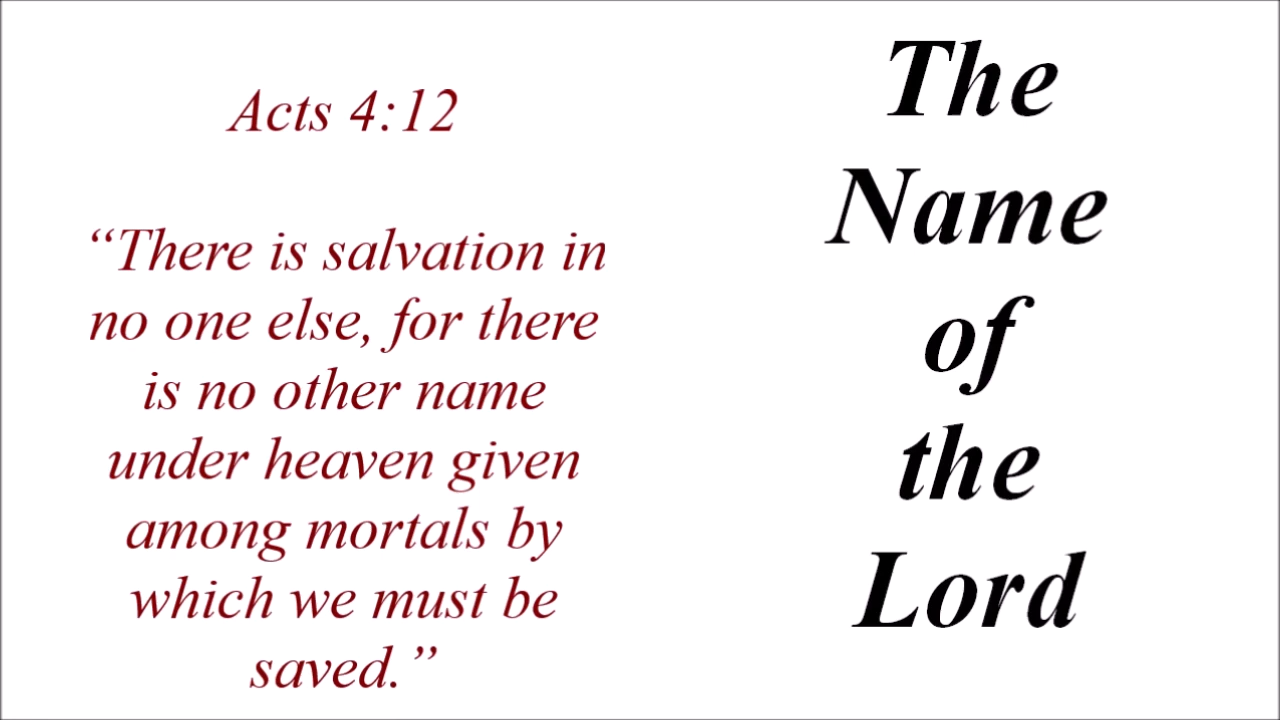 Acts 4:12
“There is salvation in
no one else, for there
is no other name
under heaven given
among mortals by
which we must be
saved.”
The
Name
of
the
Lord